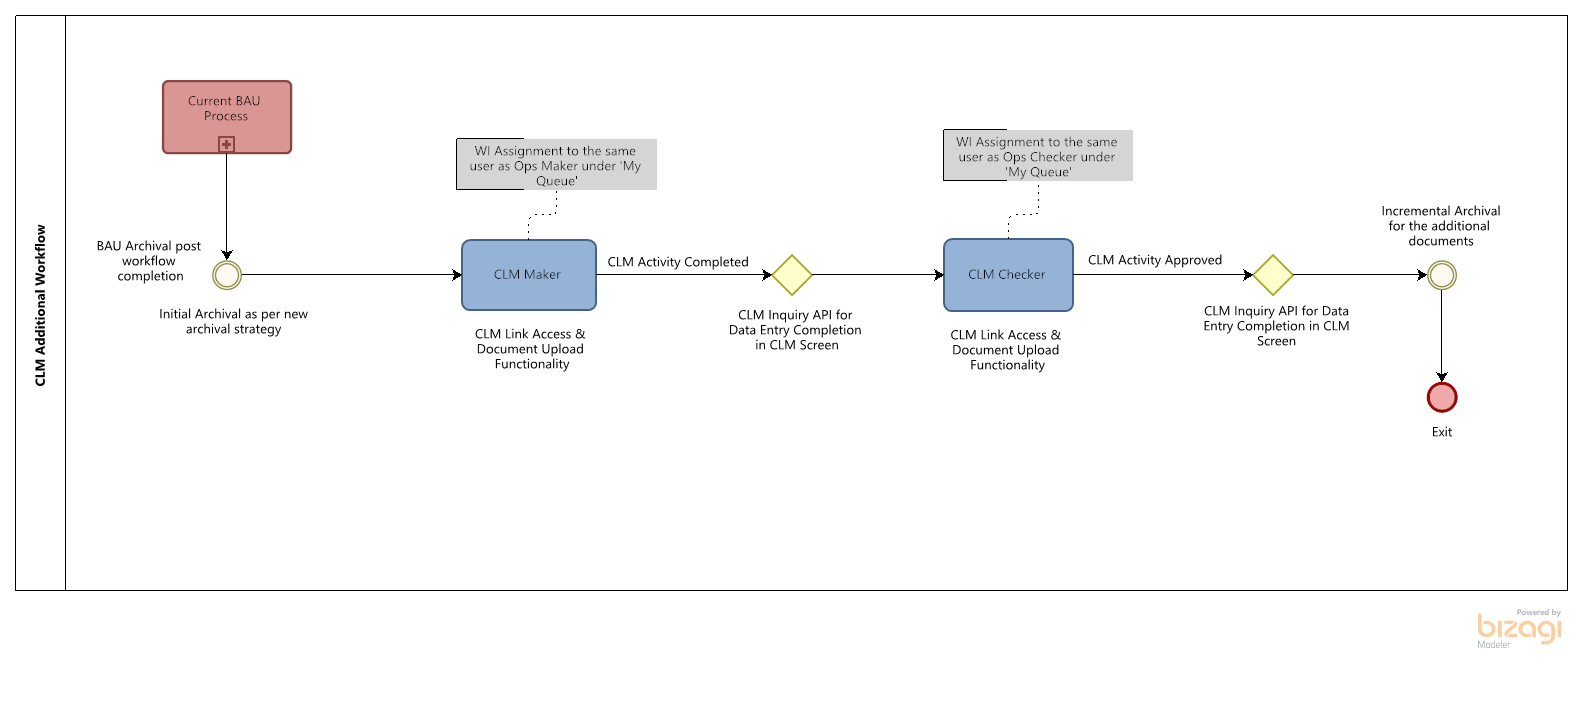 CLM Additional Workflow
Current BAU
Process
BAU Archival post
workflow
completion
Initial Archival as per new
archival strategy
WI Assignment to the same
user as Ops Maker under 'My
Queue'
CLM Maker
CLM Link Access &
Document Upload
Functionality
CLM Activity Completed
CLM Inquiry API for
Data Entry Completion
in CLM Screen
WI Assignment to the same
user as Ops Checker under
'My Queue'
CLM Checker
CLM Link Access &
Document Upload
Functionality
CLM Activity Approved
CLM Inquiry API for Data
Entry Completion in CLM
Screen
Incremental Archival
for the additional
documents
Exit
Powered by
bizagi
Modeler